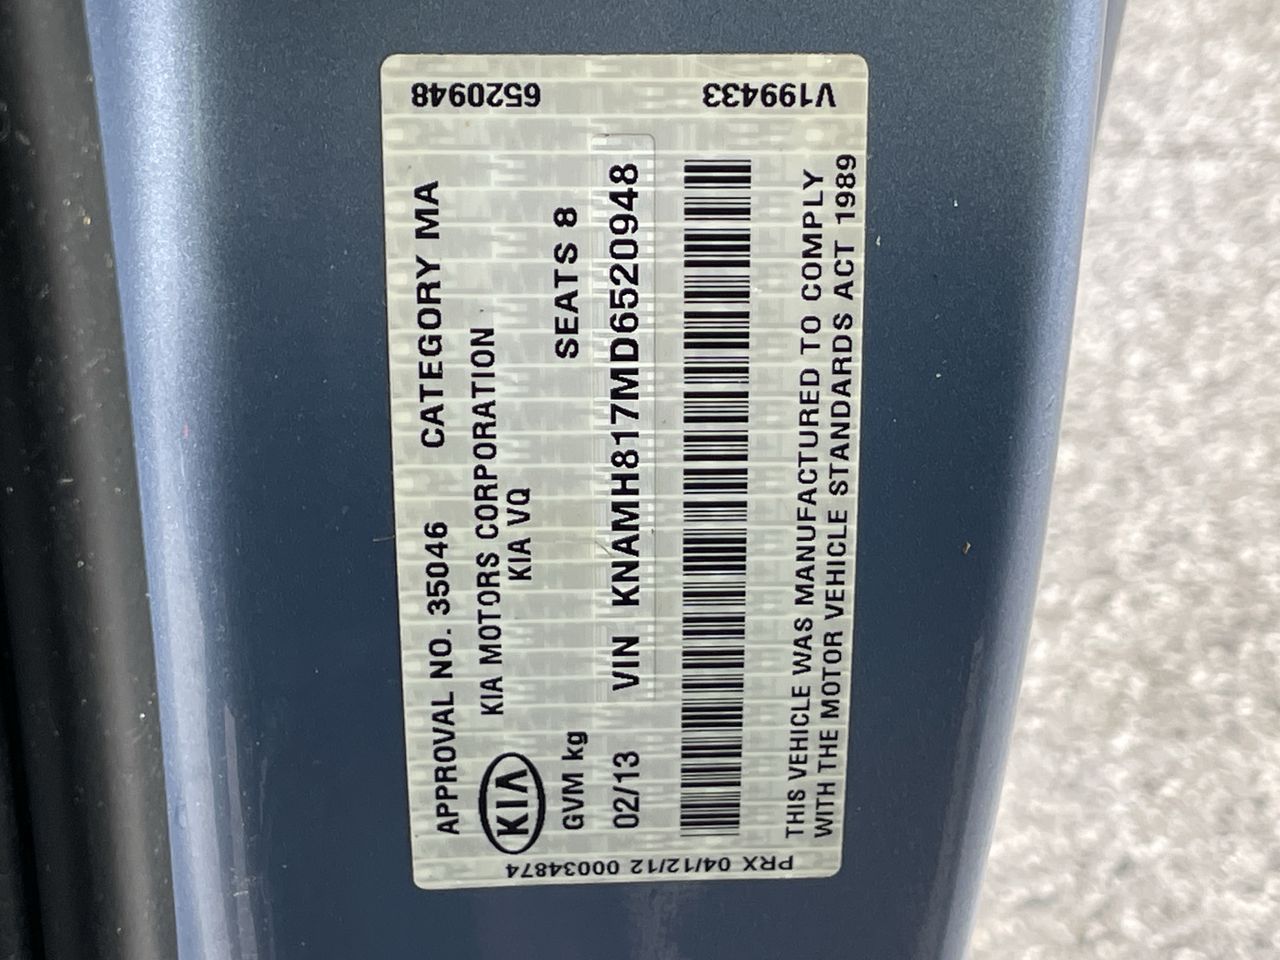 APPROVAL NO. 35046 CATEGORY MA
KIA MOTORS CORPORATION
KIA KIA VQ
GVM kg SEATS 8
02/13 VIN KNAMH817MD6520948
THIS VEHICLE WAS MANUFACTURED TO COMPLY
WITH THE MOTOR VEHICLE STANDARDS ACT 1989
6520948
V199433
PRX 04/12/12 00034874